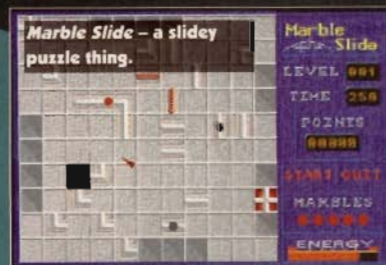 Marble Slide – a slidey
puzzle thing.
Marble
Slide
LEVEL 001
TIME 250
POINTS
00000
START QUIT
MARBLES
ENERGY